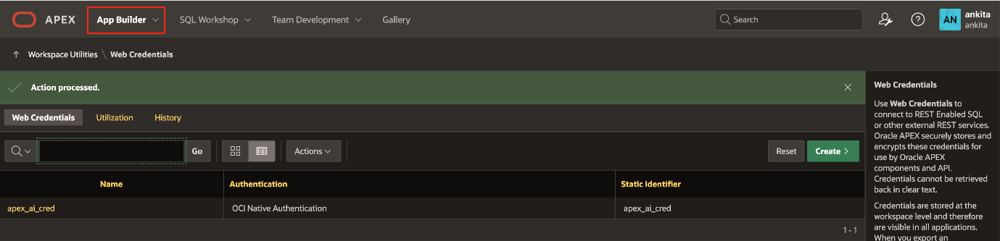 APEX App Builder SQL Workshop Team Development Gallery Search AN ankita
ankita
Workspace Utilities \ Web Credentials
Action processed.
Web Credentials Utilization History
Go Actions Reset Create
Name Authentication Static Identifier
apex_ai_cred OCI Native Authentication apex_ai_cred
1 - 1
Web Credentials
Use Web Credentials to
connect to REST Enabled SQL
or other external REST services.
Oracle APEX securely stores and
encrypts these credentials for
use by Oracle APEX
components and API.
Credentials cannot be retrieved
back in clear text.
Credentials are stored at the
workspace level and therefore
are visible in all applications.
When you export an